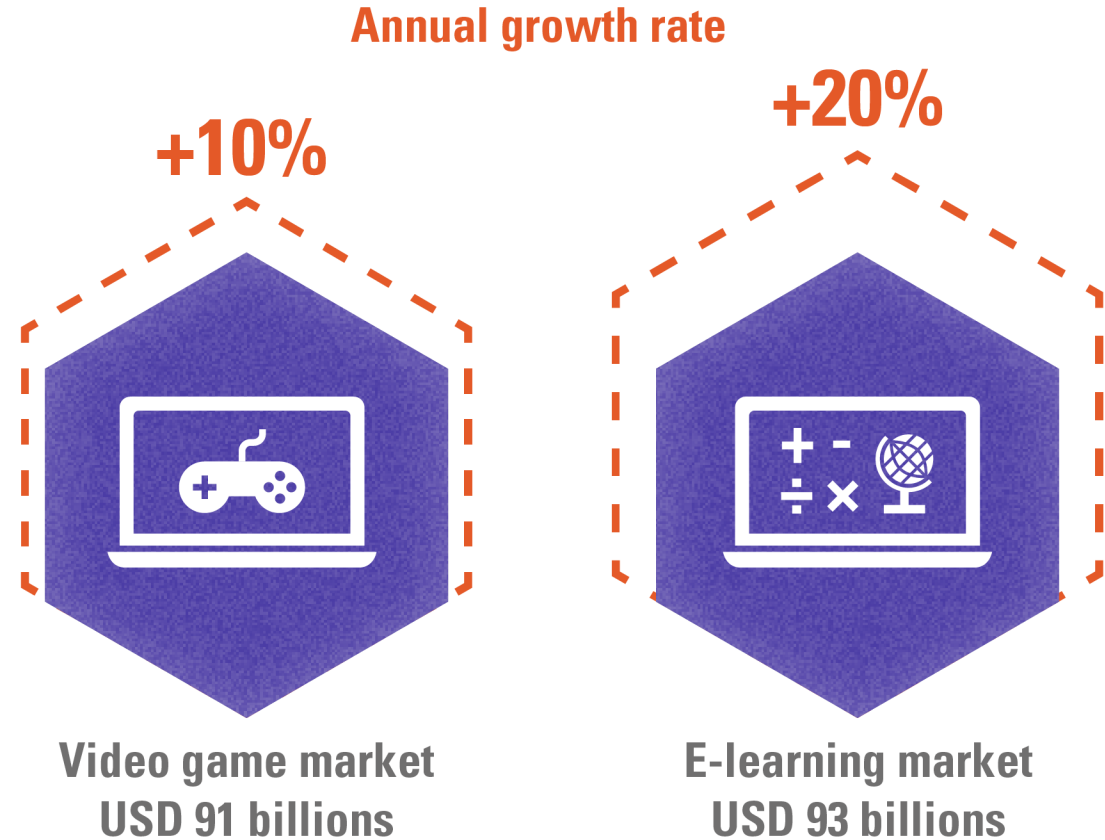 Annual growth rate
+10%
+20%
Video game market
USD 91 billions
E-learning market
USD 93 billions